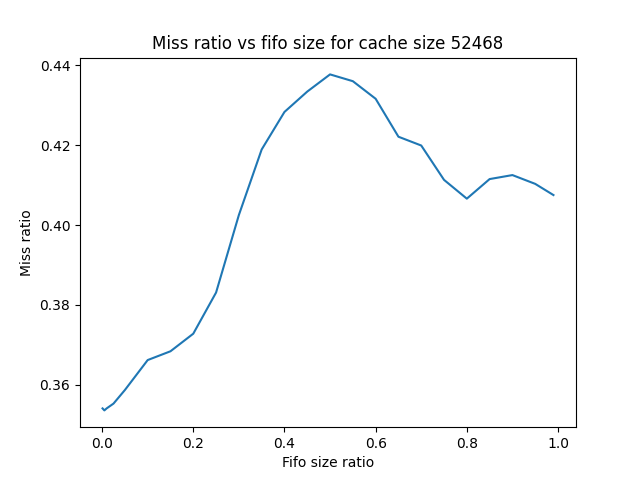 Miss ratio vs fifo size for cache size 52468
0.44
0.42
0.40
0.38
0.36
Miss ratio
0.0 0.2 0.4 0.6 0.8 1.0
Fifo size ratio